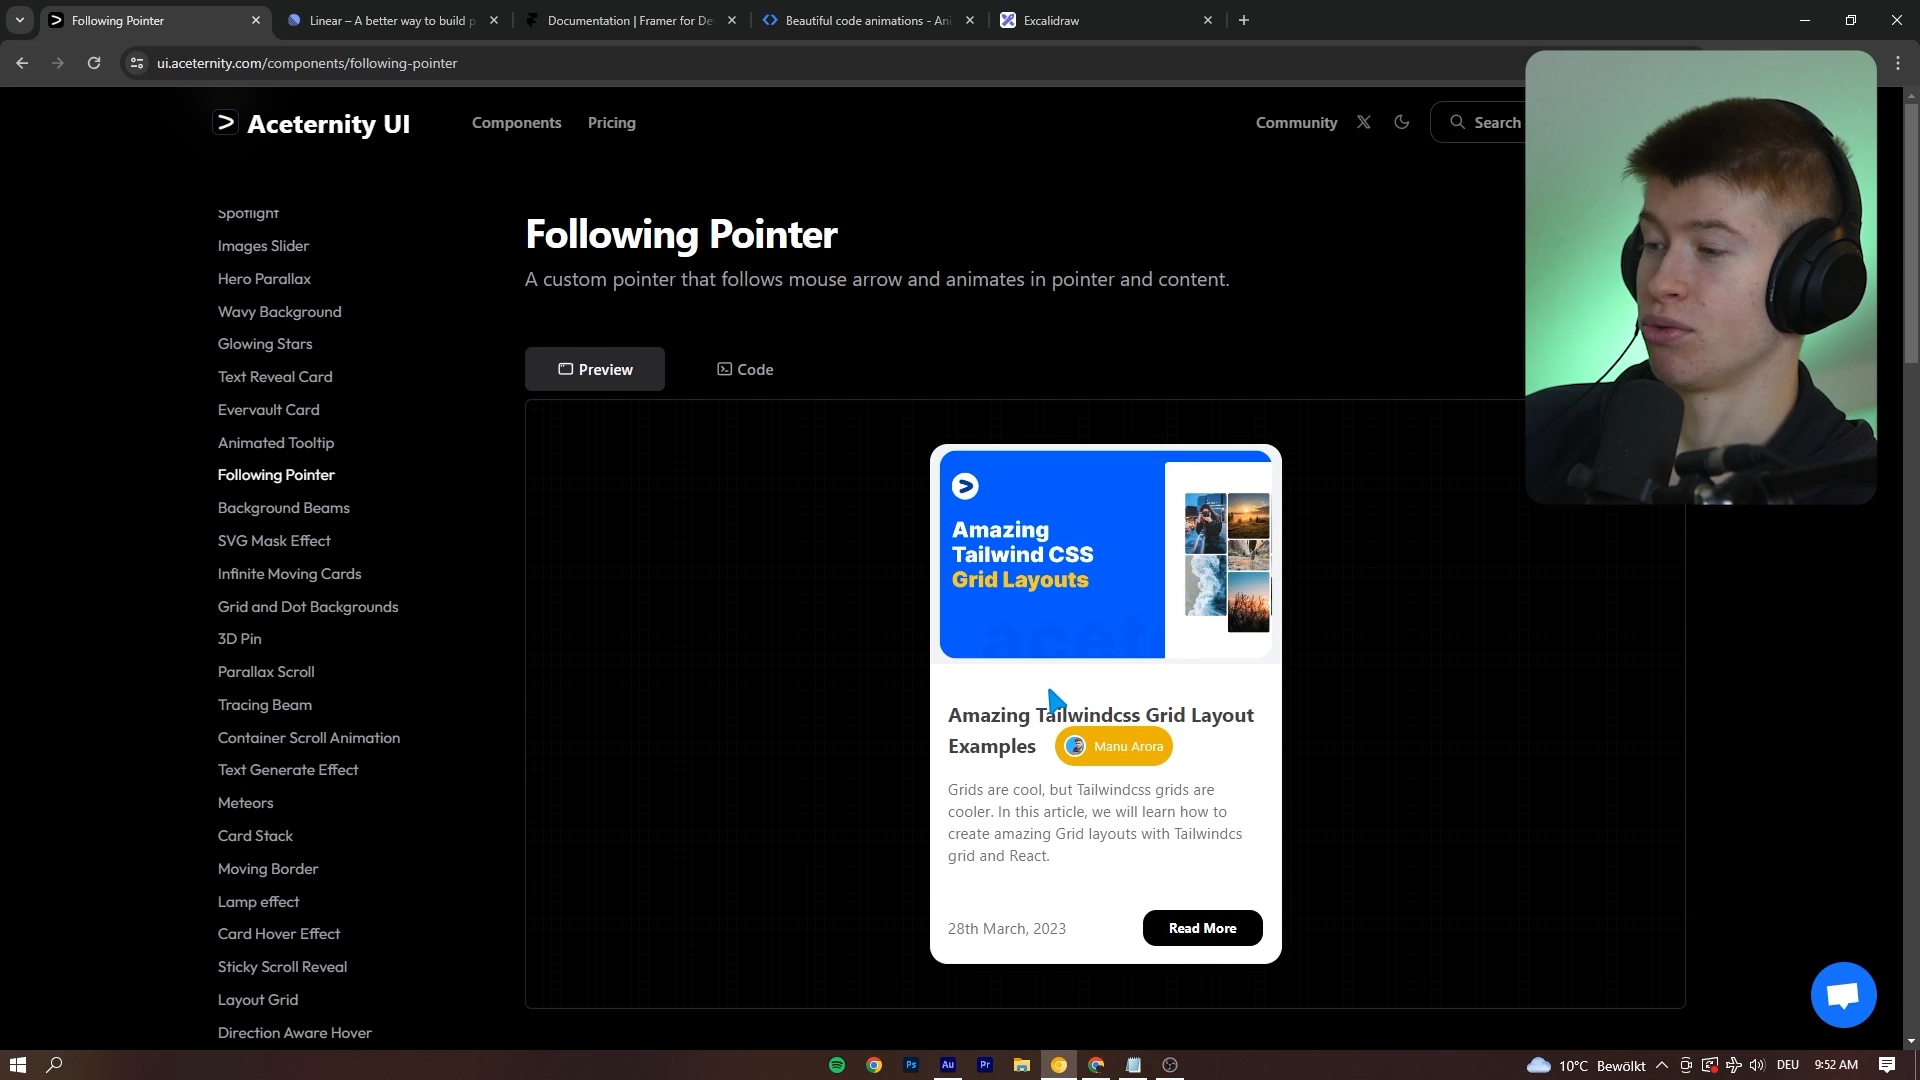 Following Pointer
Linear – A better way to build p
Documentation | Framer for De
Beautiful code animations - Ani
Excalidraw
ui.aceternity.com/components/following-pointer
Aceternity UI
Components
Pricing
Community
Search
Spotlight
Images Slider
Hero Parallax
Wavy Background
Glowing Stars
Text Reveal Card
Evervault Card
Animated Tooltip
Following Pointer
Background Beams
SVG Mask Effect
Infinite Moving Cards
Grid and Dot Backgrounds
3D Pin
Parallax Scroll
Tracing Beam
Container Scroll Animation
Text Generate Effect
Meteors
Card Stack
Moving Border
Lamp effect
Card Hover Effect
Sticky Scroll Reveal
Layout Grid
Direction Aware Hover
Following Pointer
A custom pointer that follows mouse arrow and animates in pointer and content.
Preview
Code
Amazing
Tailwind CSS
Grid Layouts
acete
Amazing Tailwindcss Grid Layout
Examples
Manu Arora
Grids are cool, but Tailwindcss grids are
cooler. In this article, we will learn how to
create amazing Grid layouts with Tailwindcs
grid and React.
28th March, 2023
Read More
Ps
Au
Pr
10°C Bewölkt
DEU
9:52 AM